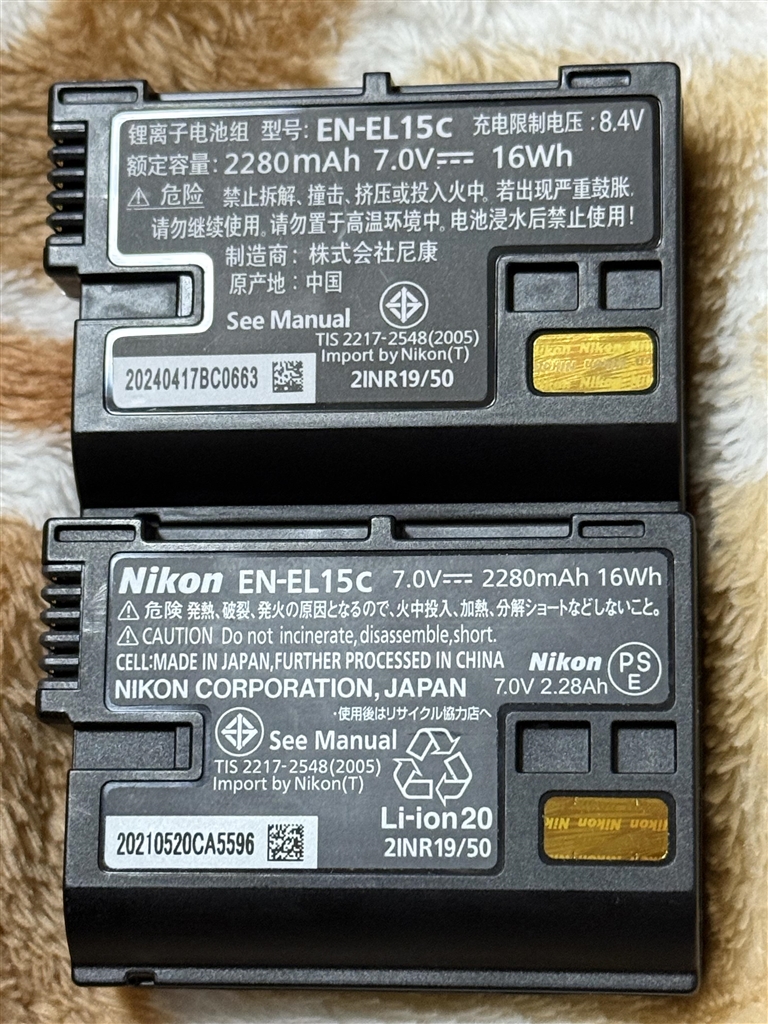 锂离子电池组 型号: EN-EL15c 充电限制电压: 8.4V
额定容量: 2280mAh 7.0V⎓ 16Wh
⚠ 危险 禁止拆解、撞击、挤压或投入火中。若出现严重鼓胀,
请勿继续使用。请勿置于高温环境中。电池浸水后禁止使用!
制造商: 株式会社尼康
原产地: 中国
See Manual
TIS 2217-2548(2005)
Import by Nikon(T)
20240417BC0663
2INR19/50
Nikon Nikon Nikon
Nikon EN-EL15c 7.0V⎓ 2280mAh 16Wh
⚠ 危険 発熱、破裂、発火の原因となるので、火中投入、加熱、分解ショートなどしないこと。
⚠ CAUTION Do not incinerate,disassemble,short.
CELL:MADE IN JAPAN,FURTHER PROCESSED IN CHINA
Nikon PSE
NIKON CORPORATION, JAPAN 7.0V 2.28Ah
·使用後はリサイクル協力店へ
See Manual
TIS 2217-2548(2005)
Import by Nikon(T)
Li-ion20
20210520CA5596
2INR19/50
Nikon Nikon Nikon